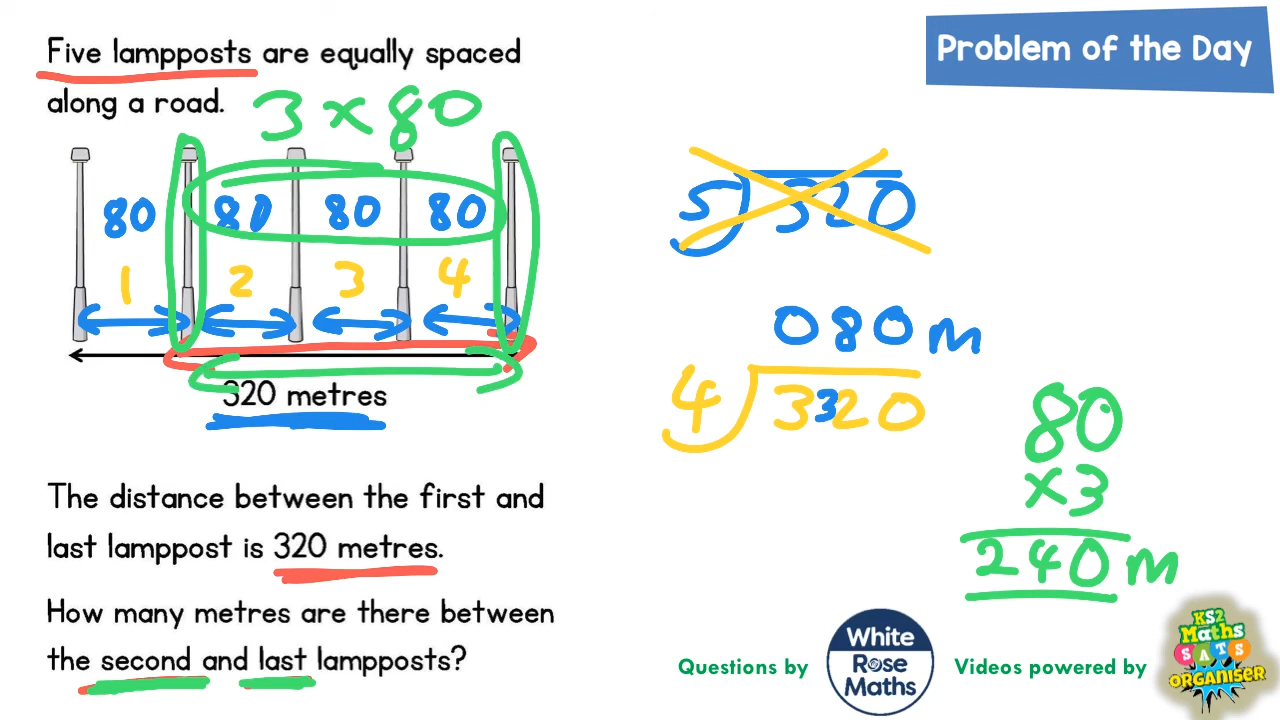 Five lampposts are equally spaced
along a road.
3 x 80
80 80 80 80
1 2 3 4
320 metres
The distance between the first and
last lamppost is 320 metres.
How many metres are there between
the second and last lampposts?
Problem of the Day
5 320
080m
4 3320
80
x3
240m
Questions by
White
Rose
Maths
Videos powered by
KS2
Maths
SATS
ORGANISER